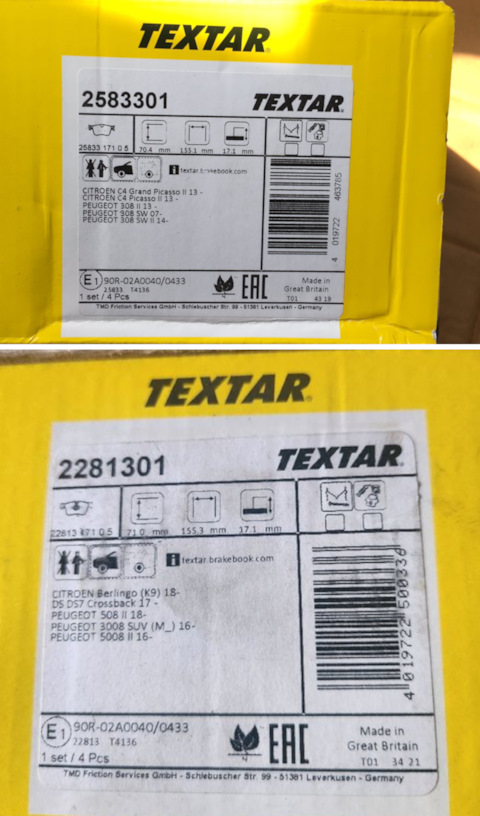 TEXTAR
2583301 TEXTAR
25833 171 0 5 70.4 mm 155.1 mm 17.1 mm
i textar.brakebook.com
CITROEN C4 Grand Picasso II 13 -
CITROEN C4 Picasso II 13 -
PEUGEOT 308 II 13 -
PEUGEOT 308 SW 07-
PEUGEOT 308 SW II 14-
4 019722 463785
E1 90R-02A0040/0433
25833 T4136
1 set / 4 Pcs
EAC
Made in
Great Britain
T01 43 19
TMD Friction Services GmbH - Schlebuscher Str. 99 - 51381 Leverkusen - Germany
TEXTAR
2281301 TEXTAR
22813 171 0 5 71.0 mm 155.3 mm 17.1 mm
i textar.brakebook.com
CITROEN Berlingo (K9) 18-
DS DS7 Crossback 17 -
PEUGEOT 508 II 18-
PEUGEOT 3008 SUV (M_) 16-
PEUGEOT 5008 II 16-
4 019722 500336
E1 90R-02A0040/0433
22813 T4136
1 set / 4 Pcs
EAC
Made in
Great Britain
T01 34 21
TMD Friction Services GmbH - Schlebuscher Str. 99 - 51381 Leverkusen - Germany